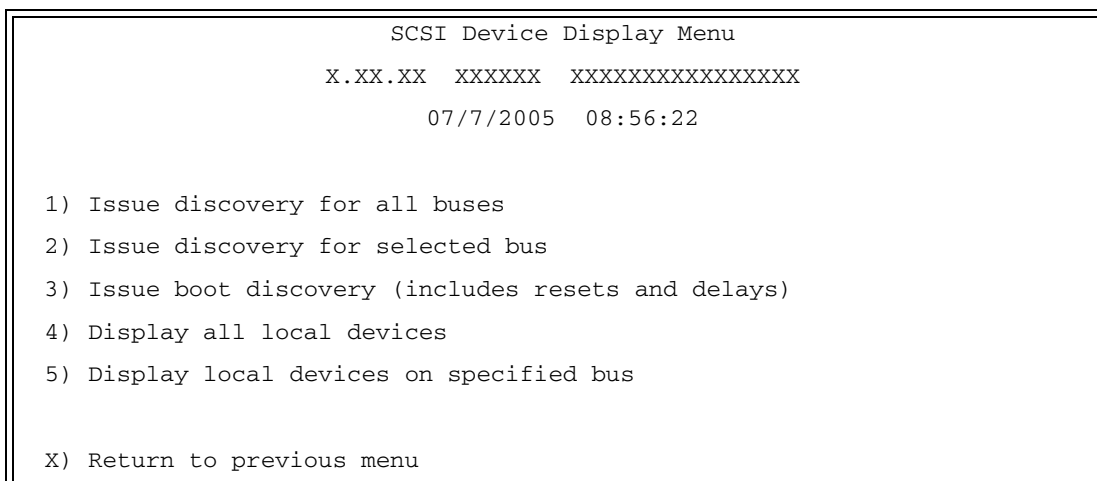 SCSI Device Display Menu
X.XX.XX XXXXXX XXXXXXXXXXXXXXXX
07/7/2005 08:56:22
1) Issue discovery for all buses
2) Issue discovery for selected bus
3) Issue boot discovery (includes resets and delays)
4) Display all local devices
5) Display local devices on specified bus
X) Return to previous menu